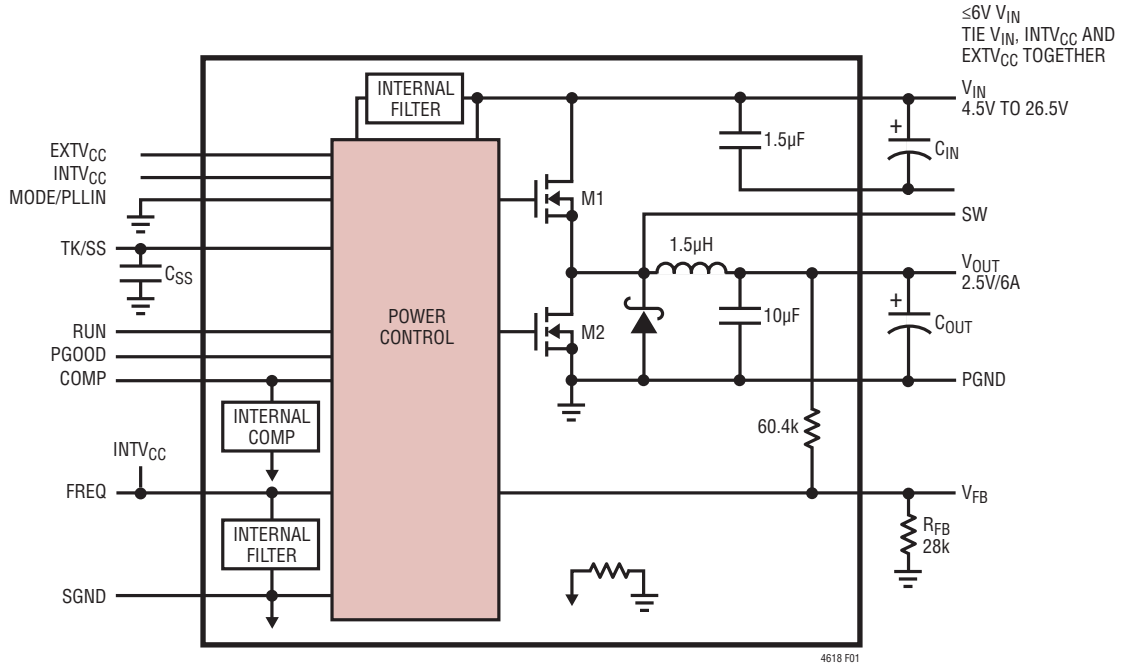 ≤6V VIN
TIE VIN, INTVCC AND
EXTVCC TOGETHER
VIN
4.5V TO 26.5V
INTERNAL
FILTER
EXTVCC
INTVCC
MODE/PLLIN
1.5µF
+
CIN
M1
SW
TK/SS
CSS
1.5µH
VOUT
2.5V/6A
POWER
CONTROL
RUN
PGOOD
COMP
M2
10µF
+
COUT
PGND
INTERNAL
COMP
60.4k
INTVCC
FREQ
VFB
INTERNAL
FILTER
RFB
28k
SGND
4618 F01